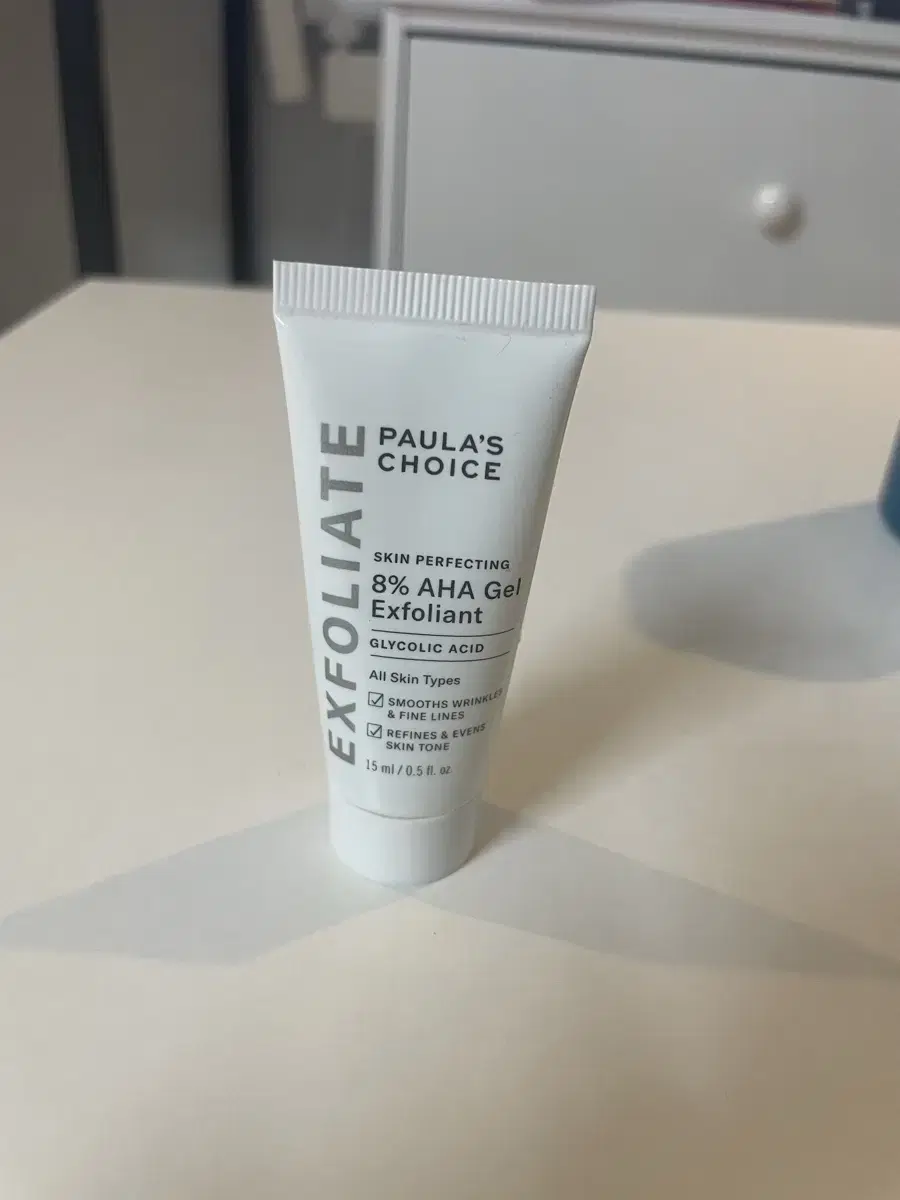 EXFOLIATE
PAULA'S
CHOICE
SKIN PERFECTING
8% AHA Gel
Exfoliant
GLYCOLIC ACID
All Skin Types
SMOOTHS WRINKLES
& FINE LINES
REFINES & EVENS
SKIN TONE
15 ml / 0.5 fl. oz.